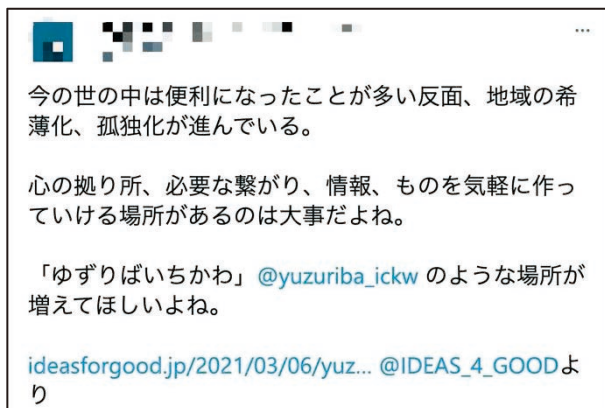 今の世の中は便利になったことが多い反面、地域の希
薄化、孤独化が進んでいる。
心の拠り所、必要な繋がり、情報、ものを気軽に作っ
ていける場所があるのは大事だよね。
「ゆずりばいちかわ」@yuzuriba_ickw のような場所が
増えてほしいよね。
ideasforgood.jp/2021/03/06/yuz... @IDEAS_4_GOODよ
り